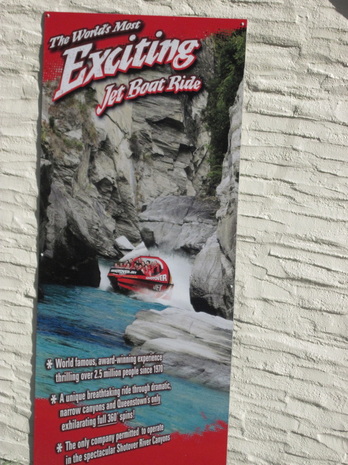 The World's Most
Exciting
Jet Boat Ride
* World famous, award-winning experience
thrilling over 2.5 million people since 1970
* A unique breathtaking ride through dramatic,
narrow canyons and Queenstown's only
exhilarating full 360° spins!
* The only company permitted to operate
in the spectacular Shotover River Canyons